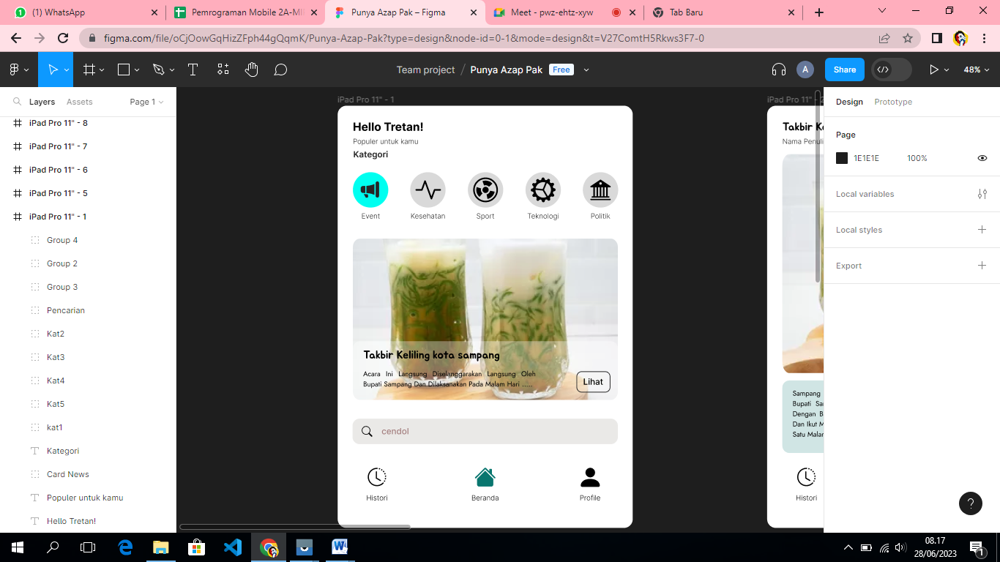 (1) WhatsApp
Pemrograman Mobile 2A-MI
Punya Azap Pak – Figma
Meet - pwz-ehtz-xyw
Tab Baru
figma.com/file/oCjOowGqHizZFph44gQqmK/Punya-Azap-Pak?type=design&node-id=0-1&mode=design&t=V27ComtH5Rkws3F7-0
Team project / Punya Azap Pak Free
A
Share
48%
Layers
Assets
Page 1
iPad Pro 11" - 8
iPad Pro 11" - 7
iPad Pro 11" - 6
iPad Pro 11" - 5
iPad Pro 11" - 1
Group 4
Group 2
Group 3
Pencarian
Kat2
Kat3
Kat4
Kat5
kat1
Kategori
Card News
Populer untuk kamu
Hello Tretan!
iPad Pro 11" - 1
Hello Tretan!
Populer untuk kamu
Kategori
Event
Kesehatan
Sport
Teknologi
Politik
Takbir Keliling kota sampang
Acara Ini Langsung Diselanggarakan Langsung Oleh
Bupati Sampang Dan Dilaksanakan Pada Malam Hari .....
Lihat
cendol
Histori
Beranda
Profile
iPad Pro 11" - 2
Takbir Ke
Nama Penuli
Sampang
Bupati Sam
Dengan B
Dan Ikut M
Satu Malar
Histori
Design
Prototype
Page
1E1E1E
100%
Local variables
Local styles
Export
?
08.17
28/06/2023
1